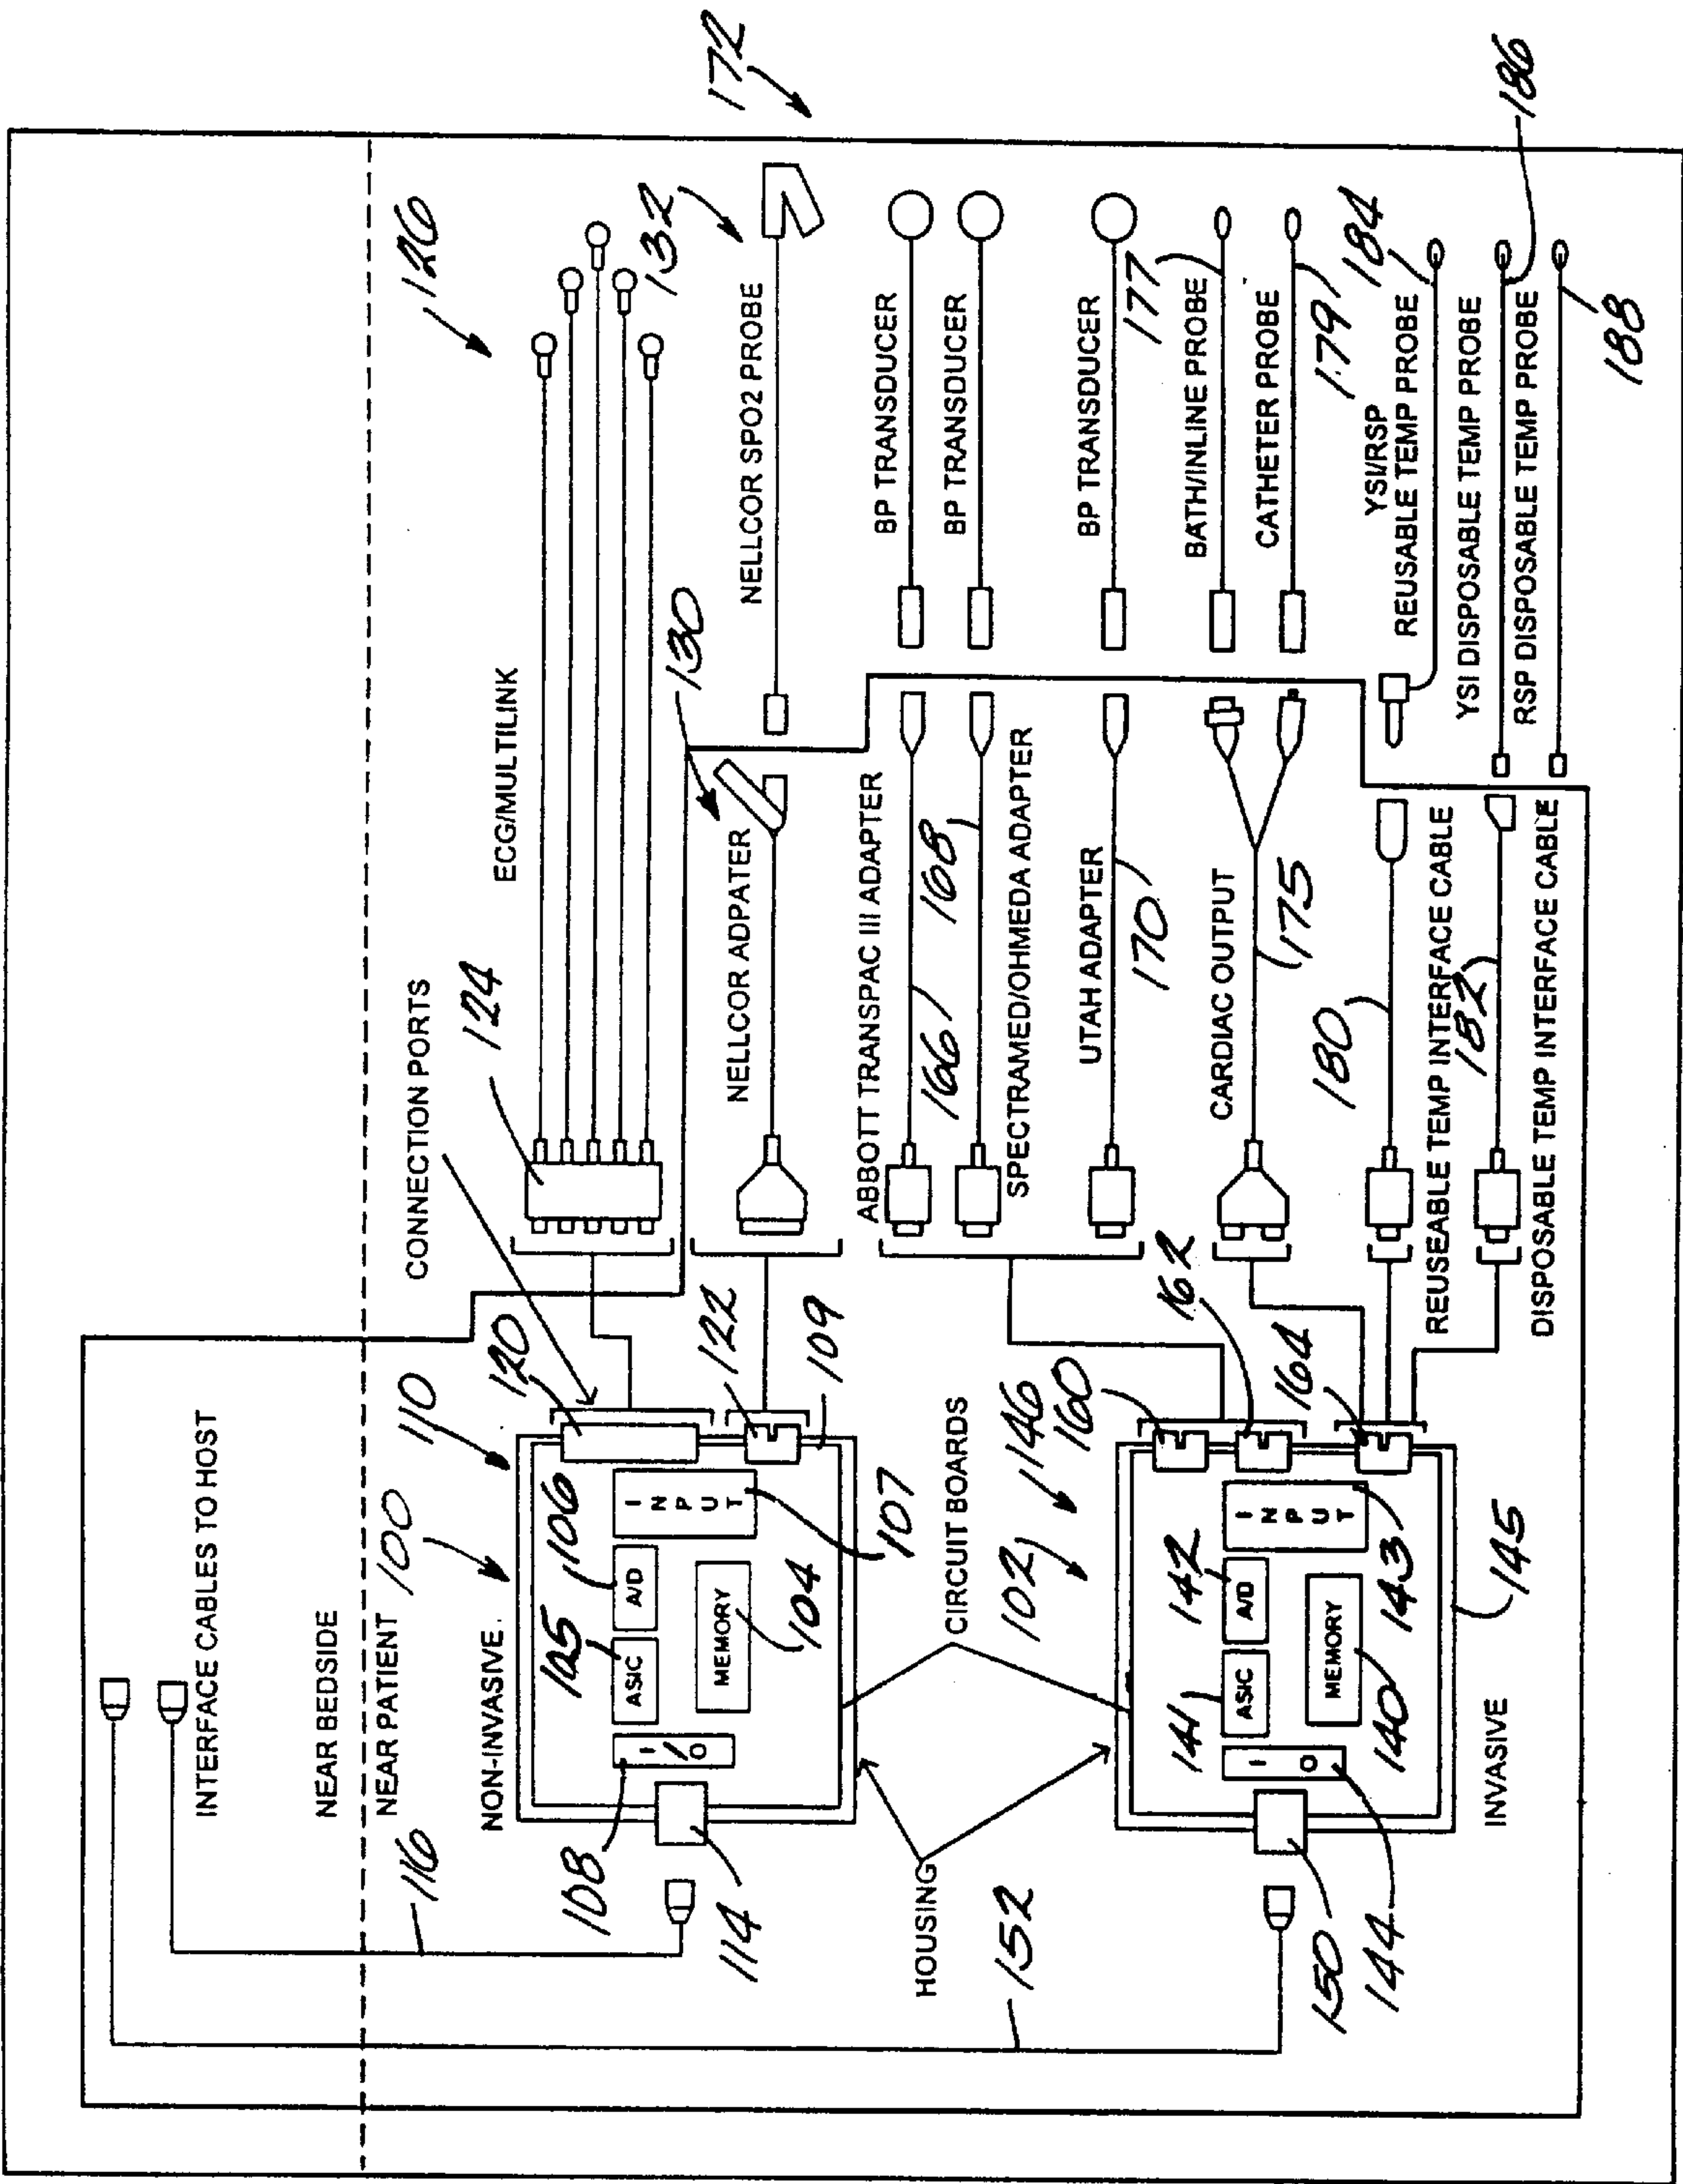 INTERFACE CABLES TO HOST
NEAR BEDSIDE
NEAR PATIENT
100
110
116
NON-INVASIVE.
CONNECTION PORTS
124
ECG/MULTILINK
126
132
172
108
I/O
105
ASIC
106
A/D
INPUT
MEMORY
104
107
120
122
109
114
NELLCOR ADPATER
130
NELLCOR SPO2 PROBE
HOUSING
CIRCUIT BOARDS
152
102
146
160
162
164
ABBOTT TRANSPAC III ADAPTER
166
168
SPECTRAMED/OHMEDA ADAPTER
BP TRANSDUCER
BP TRANSDUCER
UTAH ADAPTER
170
BP TRANSDUCER
177
CARDIAC OUTPUT
175
BATH/INLINE PROBE
CATHETER PROBE
179
141
ASIC
142
A/D
INPUT
I O
MEMORY
140
143
150
144
145
INVASIVE
180
REUSEABLE TEMP INTERFACE CABLE
182
DISPOSABLE TEMP INTERFACE CABLE
YSI/RSP
REUSABLE TEMP PROBE
184
YSI DISPOSABLE TEMP PROBE
186
RSP DISPOSABLE TEMP PROBE
188